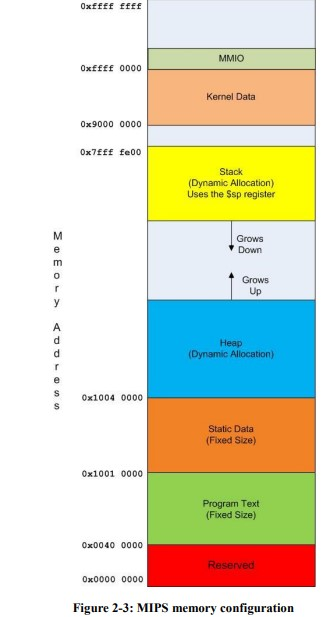 0xffff ffff
MMIO
0xffff 0000
Kernel Data
0x9000 0000
0x7fff fe00
Stack
(Dynamic Allocation)
Uses the $sp register
Grows
Down
Grows
Up
Memory Address
Heap
(Dynamic Allocation)
0x1004 0000
Static Data
(Fixed Size)
0x1001 0000
Program Text
(Fixed Size)
0x0040 0000
Reserved
0x0000 0000
Figure 2-3: MIPS memory configuration